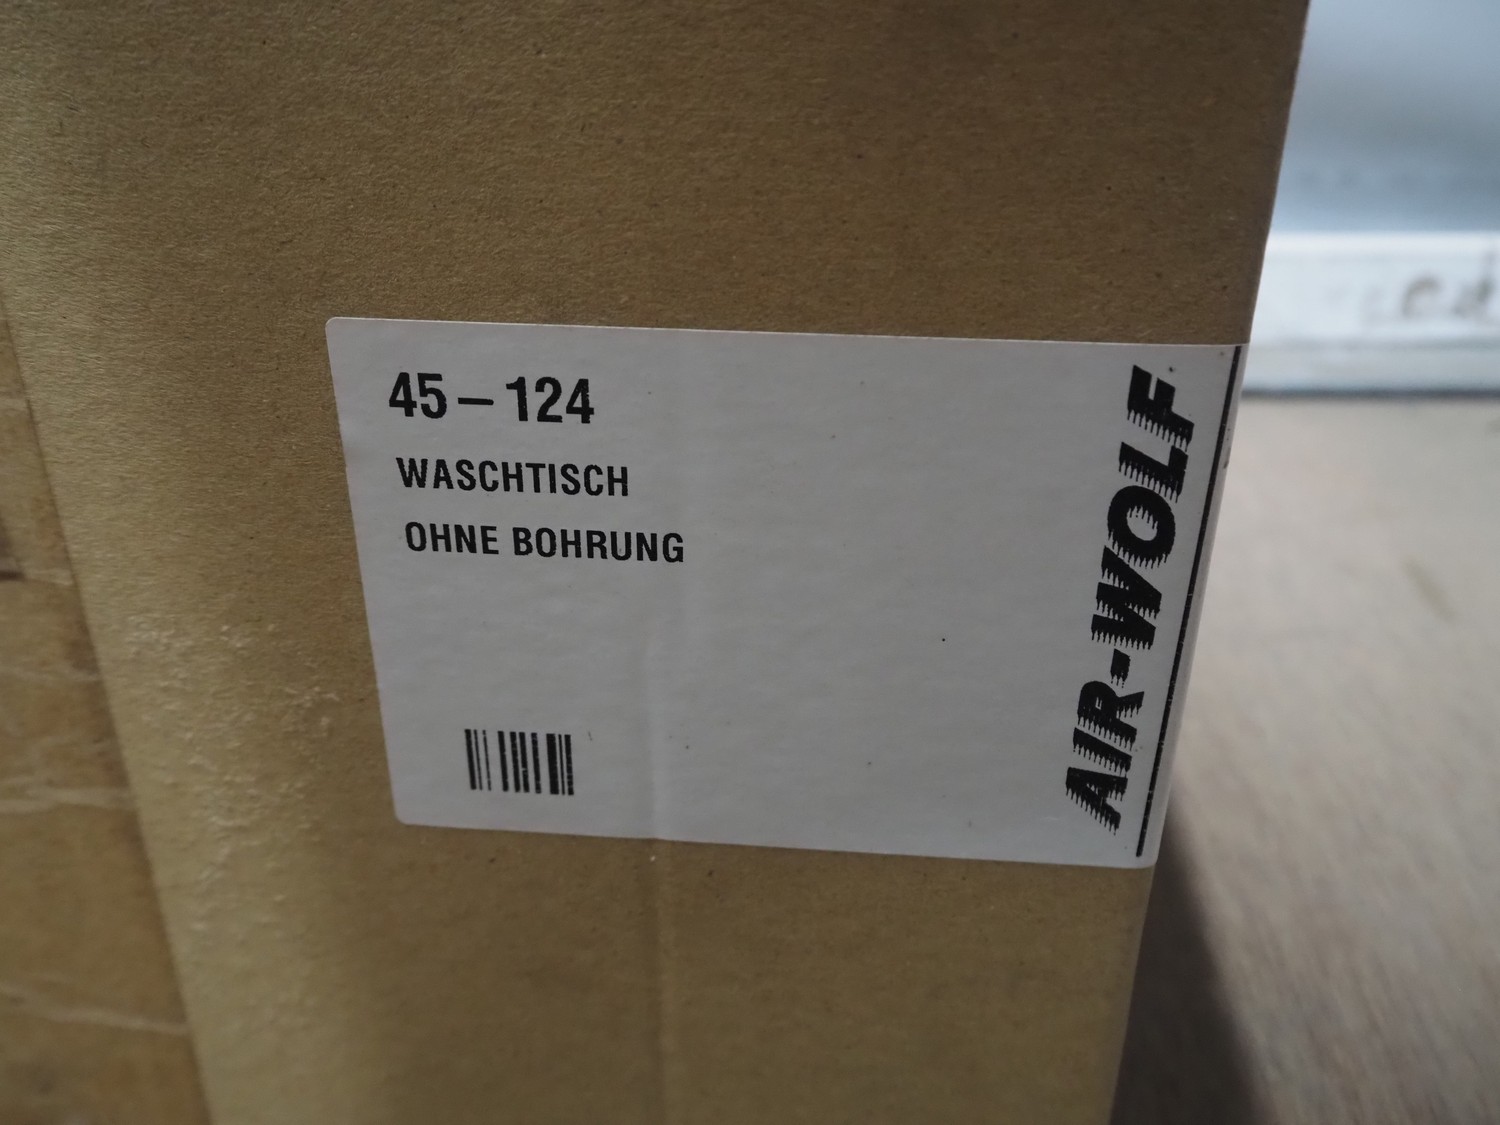 45 – 124
WASCHTISCH
OHNE BOHRUNG
AIR-WOLF